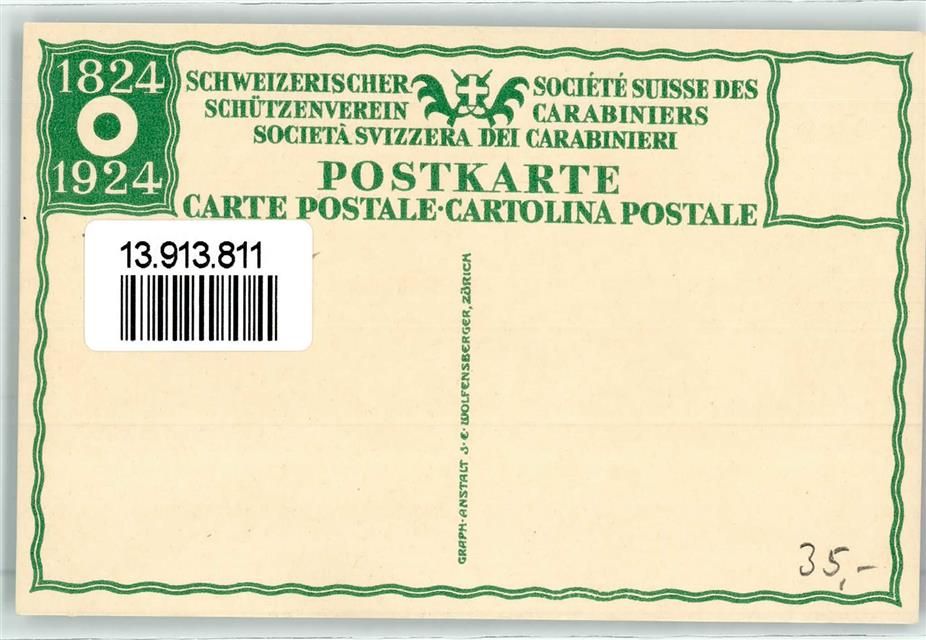 1824
1924
SCHWEIZERISCHER SOCIÉTÉ SUISSE DES
SCHÜTZENVEREIN CARABINIERS
SOCIETÀ SVIZZERA DEI CARABINIERI
POSTKARTE
CARTE POSTALE·CARTOLINA POSTALE
13.913.811
GRAPH·ANSTALT J·E·WOLFENSBERGER, ZÜRICH
35,-